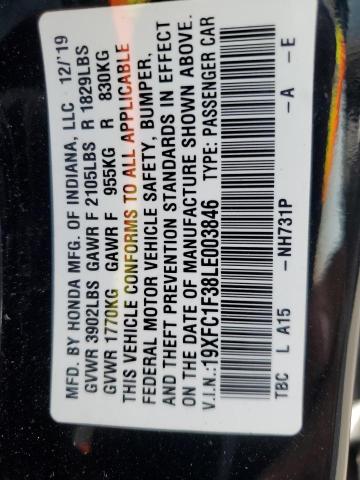 MFD. BY HONDA MFG. OF INDIANA, LLC 12/'19
GVWR 3902LBS GAWR F 2105LBS R 1829LBS
GVWR 1770KG GAWR F 955KG R 830KG
THIS VEHICLE CONFORMS TO ALL APPLICABLE
FEDERAL MOTOR VEHICLE SAFETY, BUMPER,
AND THEFT PREVENTION STANDARDS IN EFFECT
ON THE DATE OF MANUFACTURE SHOWN ABOVE.
V.I.N.:19XFC1F38LE003846 TYPE: PASSENGER CAR
TBC L A15 -NH731P -A -E